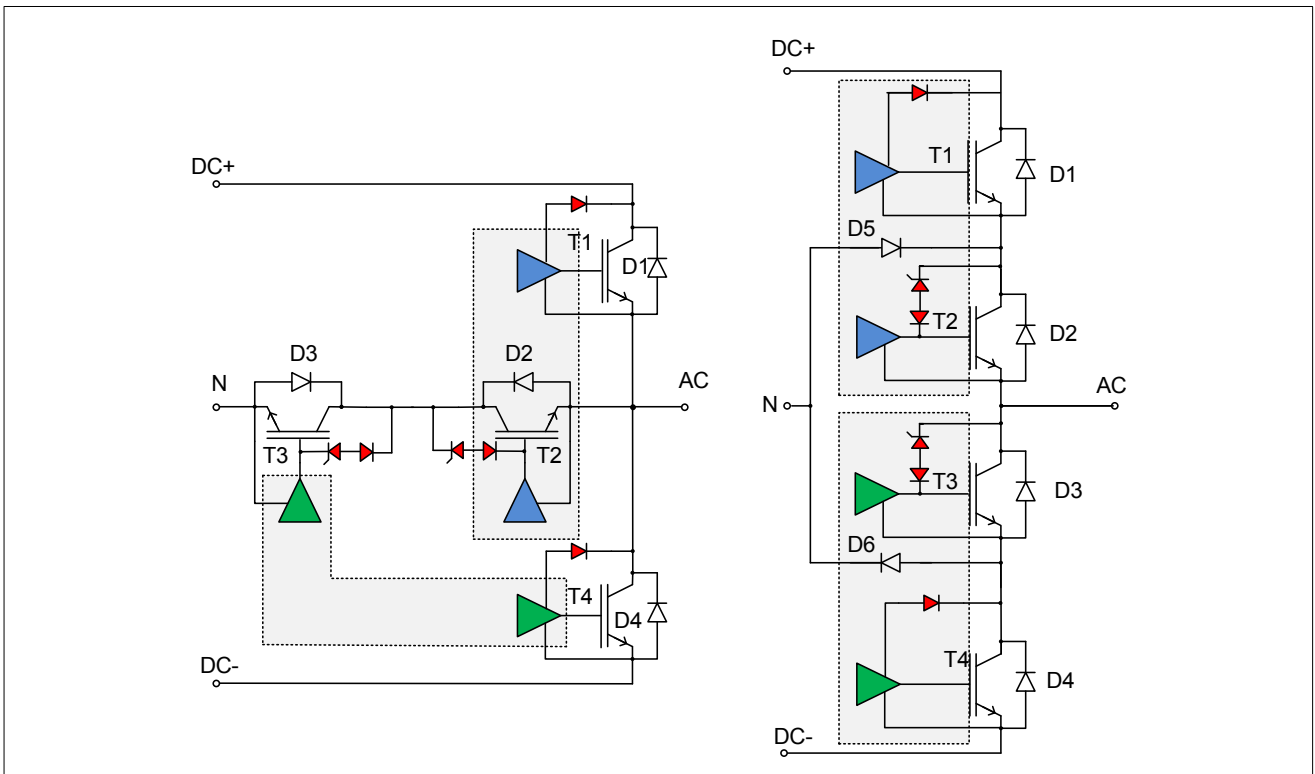 DC+
T1
D1
D3
D2
N
AC
T3
T2
T4
D4
DC-
DC+
T1
D1
D5
T2
D2
AC
N
T3
D3
D6
T4
D4
DC-